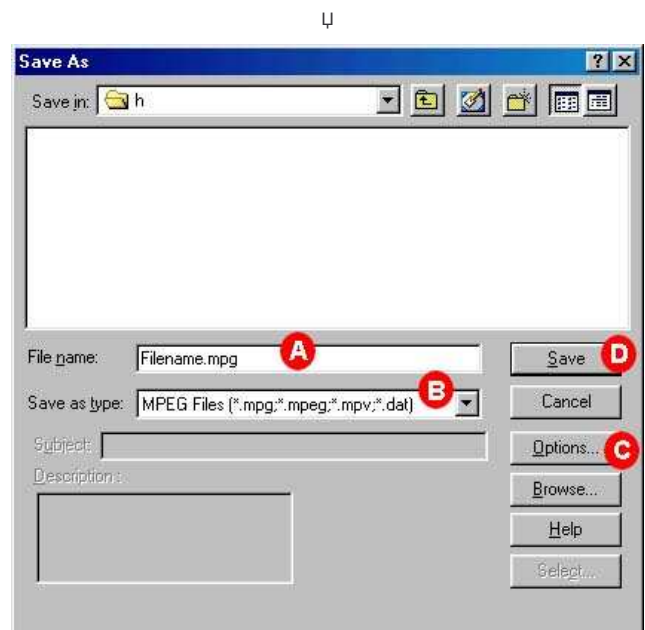 џ
Save As
Save in: h
File name: Filename.mpg A Save D
Save as type: MPEG Files (*.mpg;*.mpeg;*.mpv;*.dat) B Cancel
Subject: Options... C
Description :
Browse...
Help
Select...